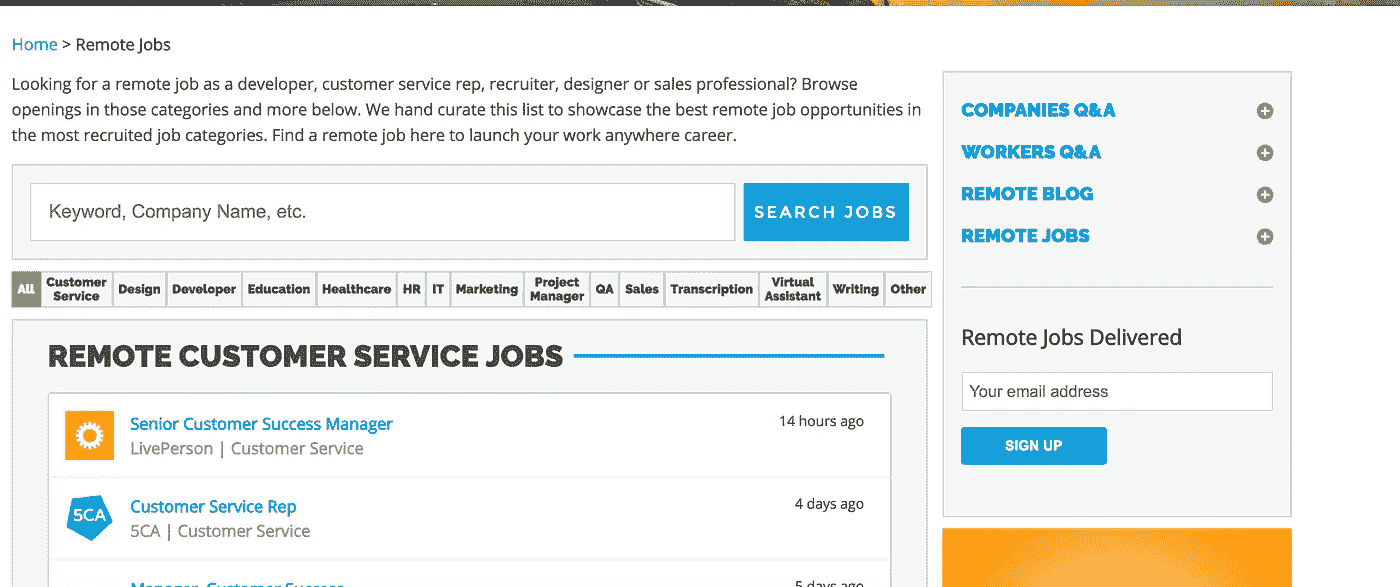 Home > Remote Jobs
Looking for a remote job as a developer, customer service rep, recruiter, designer or sales professional? Browse
openings in those categories and more below. We hand curate this list to showcase the best remote job opportunities in
the most recruited job categories. Find a remote job here to launch your work anywhere career.
Keyword, Company Name, etc.
SEARCH JOBS
All
Customer
Service
Design
Developer
Education
Healthcare
HR
IT
Marketing
Project
Manager
QA
Sales
Transcription
Virtual
Assistant
Writing
Other
REMOTE CUSTOMER SERVICE JOBS
Senior Customer Success Manager
14 hours ago
LivePerson | Customer Service
5CA
Customer Service Rep
4 days ago
5CA | Customer Service
Manager, Customer Success
5 days ago
COMPANIES Q&A
WORKERS Q&A
REMOTE BLOG
REMOTE JOBS
Remote Jobs Delivered
Your email address
SIGN UP